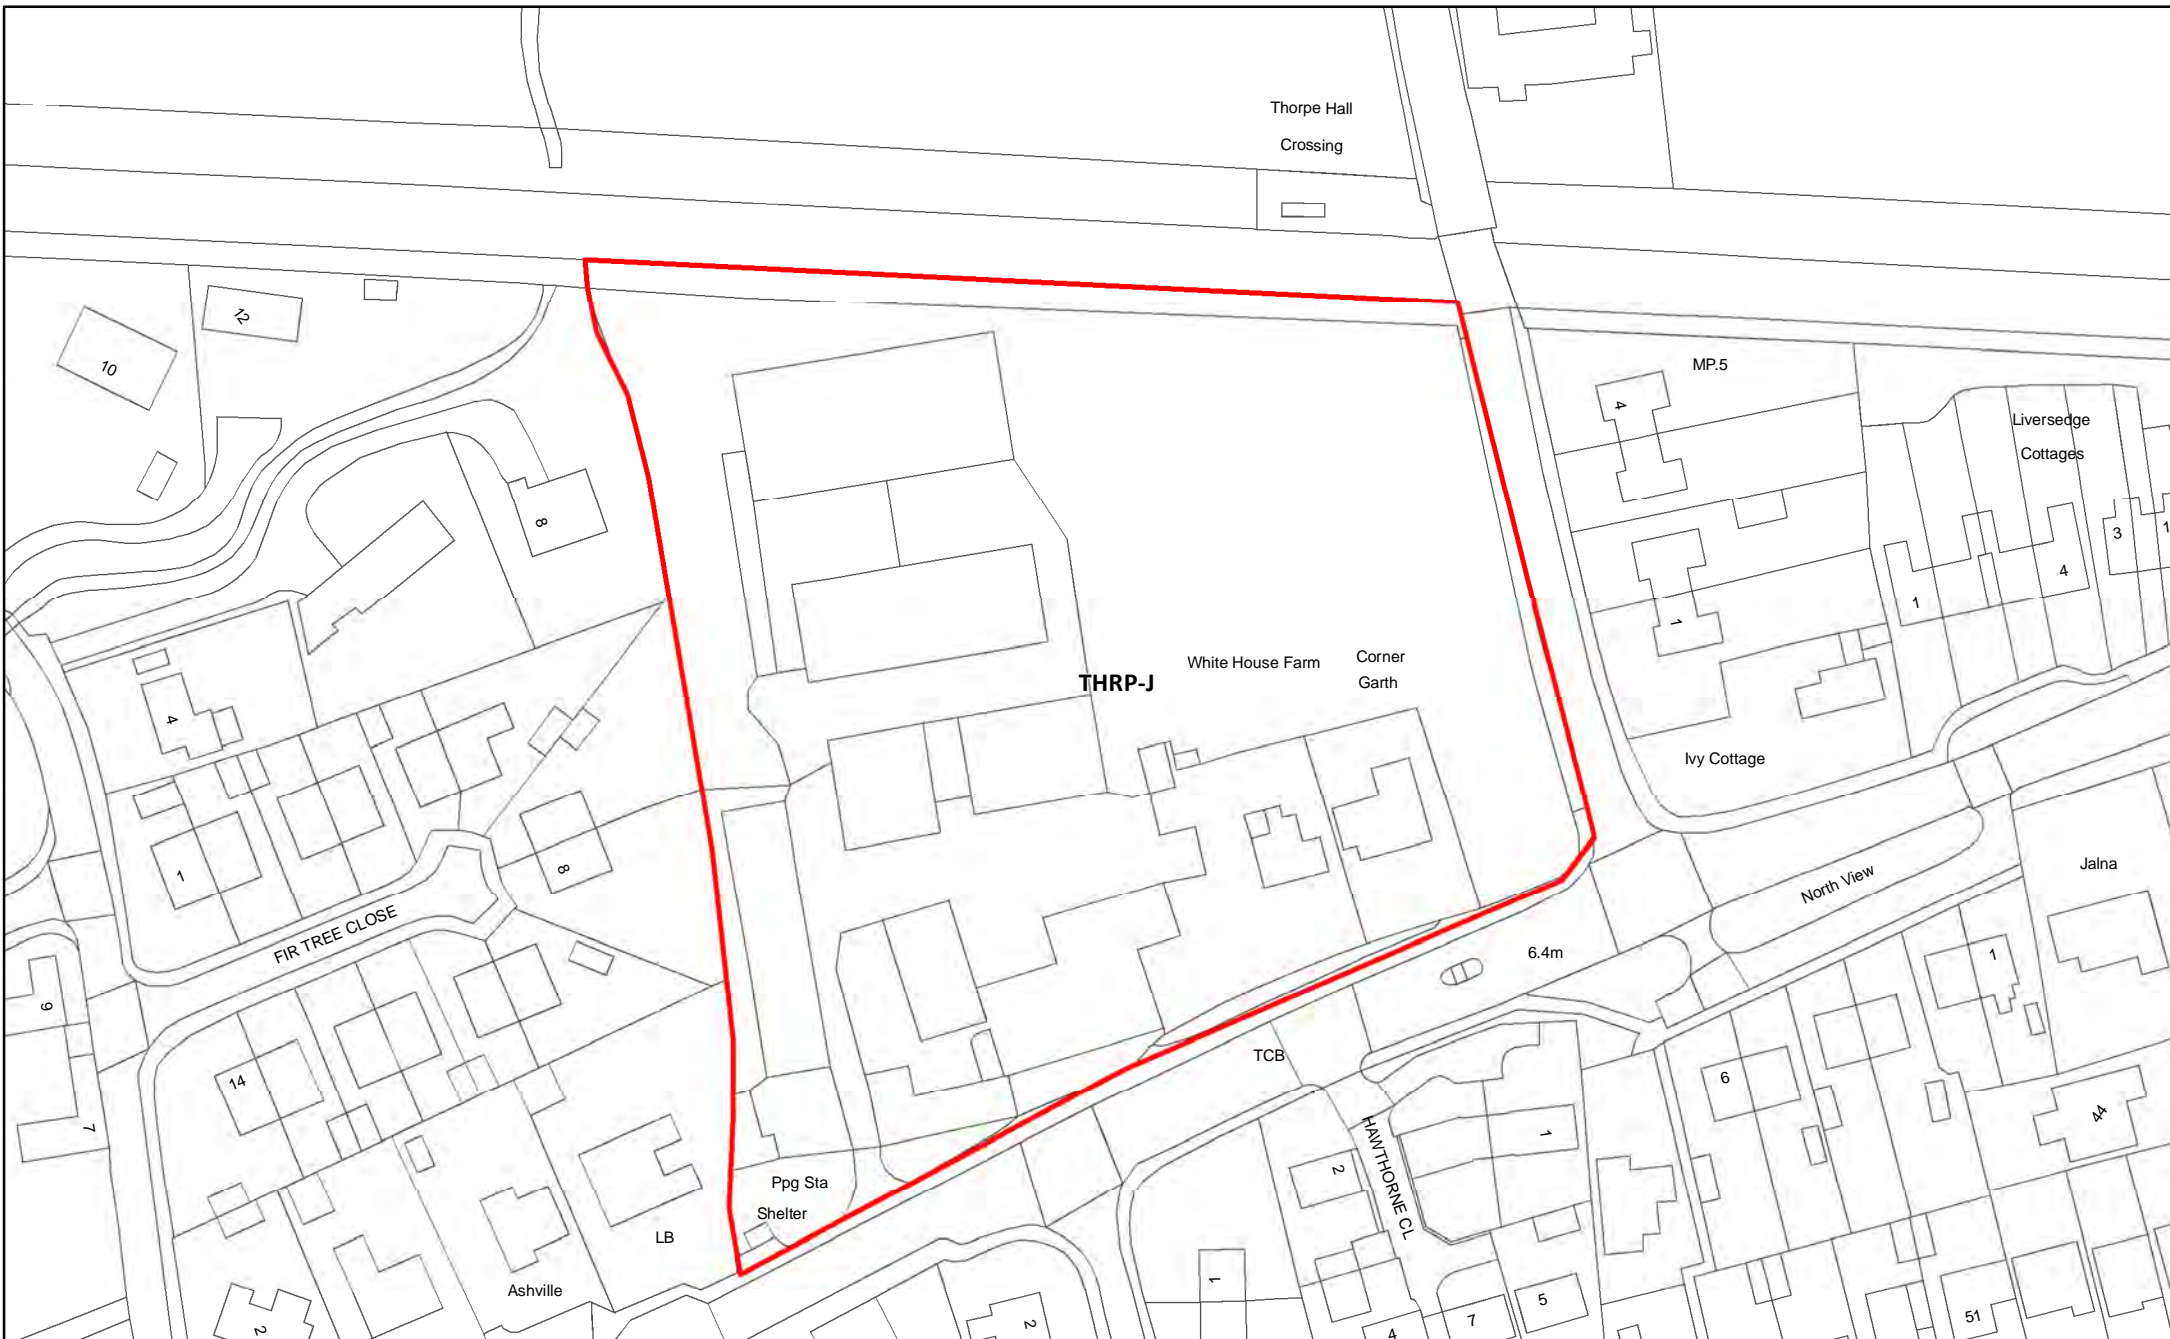 Thorpe Hall
Crossing
12
10
MP.5
4
Liversedge
Cottages
8
3
1
4
1
1
White House Farm
Corner
Garth
THRP-J
4
Ivy Cottage
1
8
Jalna
North View
FIR TREE CLOSE
6.4m
1
9
TCB
14
6
44
7
HAWTHORNE CL
1
2
Ppg Sta
Shelter
LB
Ashville
1
5
51
7
4
2
2